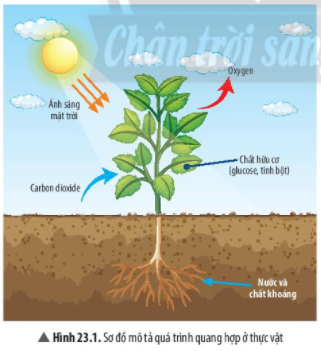 Chân trời sán
Oxygen
Ánh sáng
mặt trời
Chất hữu cơ
(glucose, tinh bột)
Carbon dioxide
Nước và
chất khoáng
▲ Hình 23.1. Sơ đồ mô tả quá trình quang hợp ở thực vật